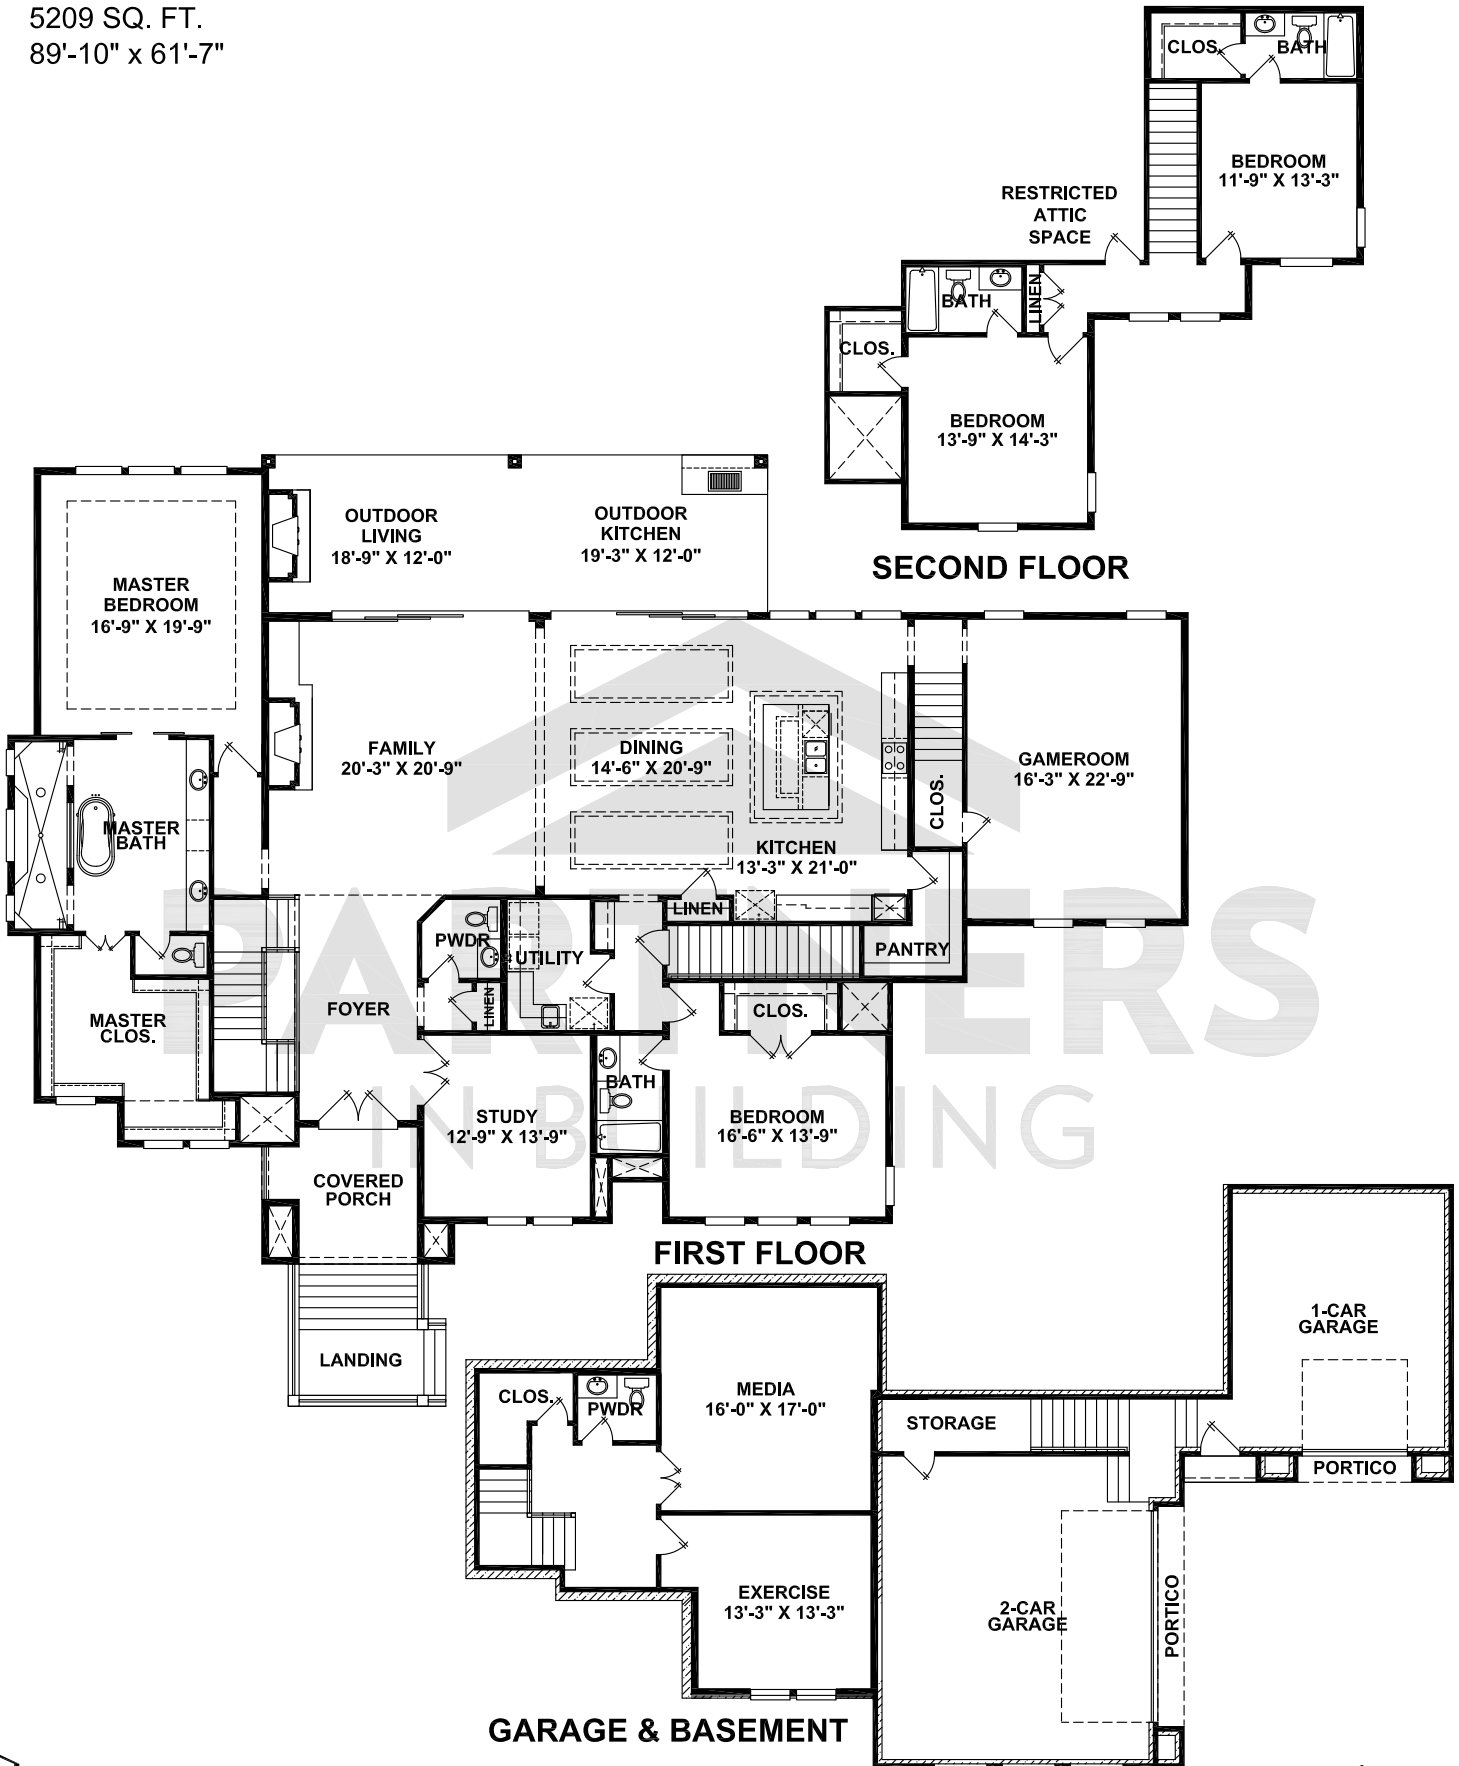 5209 SQ. FT.
89'-10" x 61'-7"
CLOS.
BATH
BEDROOM
11'-9" X 13'-3"
RESTRICTED
ATTIC
SPACE
BATH
LINEN
CLOS.
BEDROOM
13'-9" X 14'-3"
SECOND FLOOR
OUTDOOR
LIVING
18'-9" X 12'-0"
OUTDOOR
KITCHEN
19'-3" X 12'-0"
MASTER
BEDROOM
16'-9" X 19'-9"
FAMILY
20'-3" X 20'-9"
DINING
14'-6" X 20'-9"
GAMEROOM
16'-3" X 22'-9"
CLOS.
MASTER
BATH
KITCHEN
13'-3" X 21'-0"
LINEN
PWDR
UTILITY
PANTRY
LINEN
FOYER
CLOS.
MASTER
CLOS.
BATH
STUDY
12'-9" X 13'-9"
BEDROOM
16'-6" X 13'-9"
PARTNERS
IN BUILDING
COVERED
PORCH
FIRST FLOOR
LANDING
1-CAR
GARAGE
CLOS.
PWDR
MEDIA
16'-0" X 17'-0"
STORAGE
PORTICO
EXERCISE
13'-3" X 13'-3"
2-CAR
GARAGE
PORTICO
GARAGE & BASEMENT